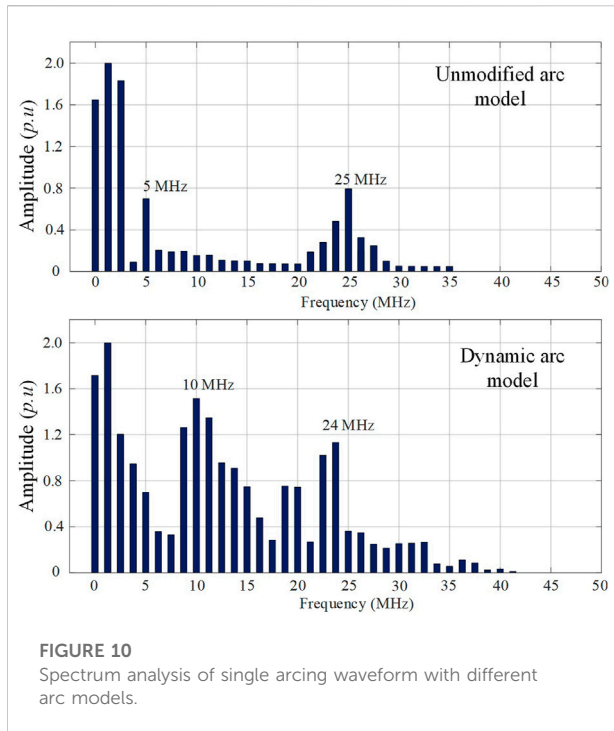 Unmodified arc
model
Amplitude (p.u)
2.0
1.6
1.2
0.8
0.4
0
5 MHz
25 MHz
0 5 10 15 20 25 30 35 40 45 50
Frequency (MHz)
Dynamic arc
model
Amplitude (p.u)
2.0
1.6
1.2
0.8
0.4
0
10 MHz
24 MHz
0 5 10 15 20 25 30 35 40 45 50
Frequency (MHz)
FIGURE 10
Spectrum analysis of single arcing waveform with different
arc models.